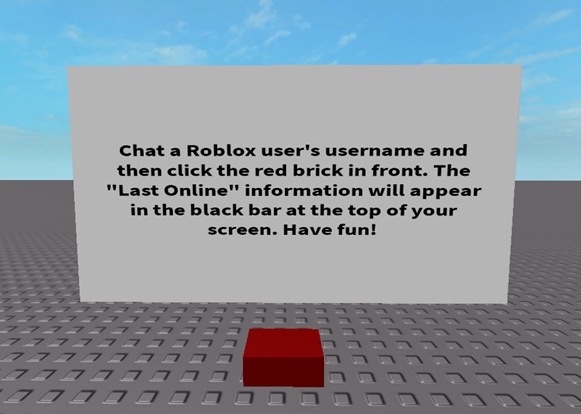 Chat a Roblox user's username and
then click the red brick in front. The
"Last Online" information will appear
in the black bar at the top of your
screen. Have fun!